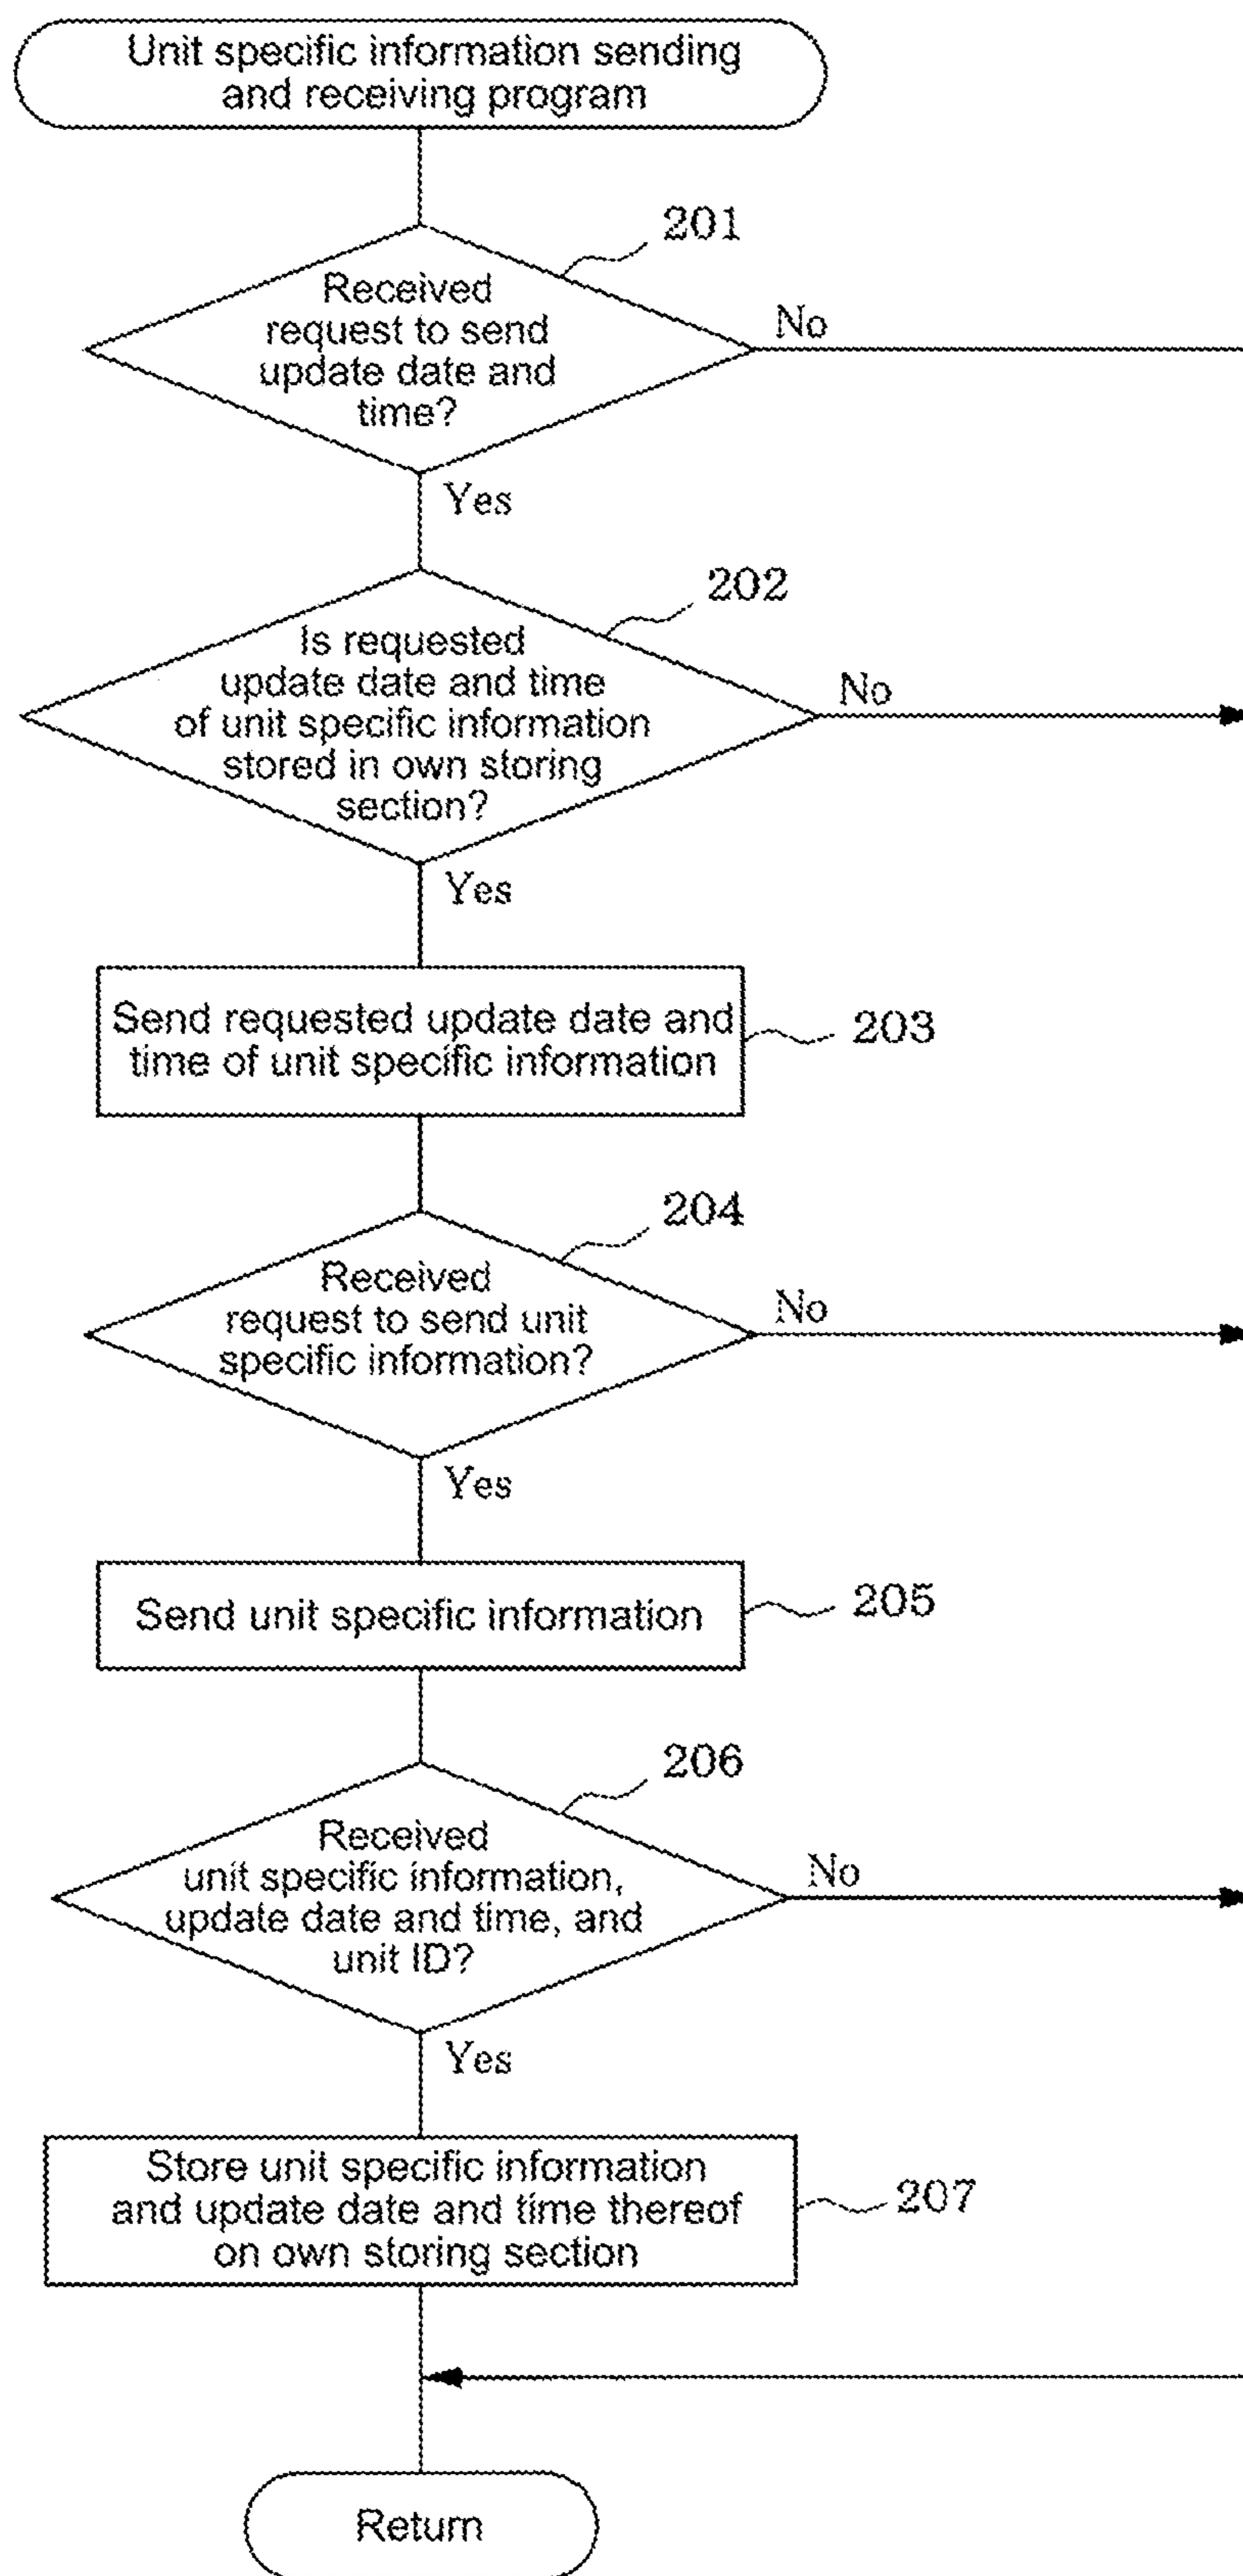 Unit specific information sending
and receiving program
201
Received
request to send
update date and
time?
No
Yes
202
Is requested
update date and time
of unit specific information
stored in own storing
section?
No
Yes
Send requested update date and
time of unit specific information
203
204
Received
request to send unit
specific information?
No
Yes
Send unit specific information
205
206
Received
unit specific information,
update date and time, and
unit ID?
No
Yes
Store unit specific information
and update date and time thereof
on own storing section
207
Return